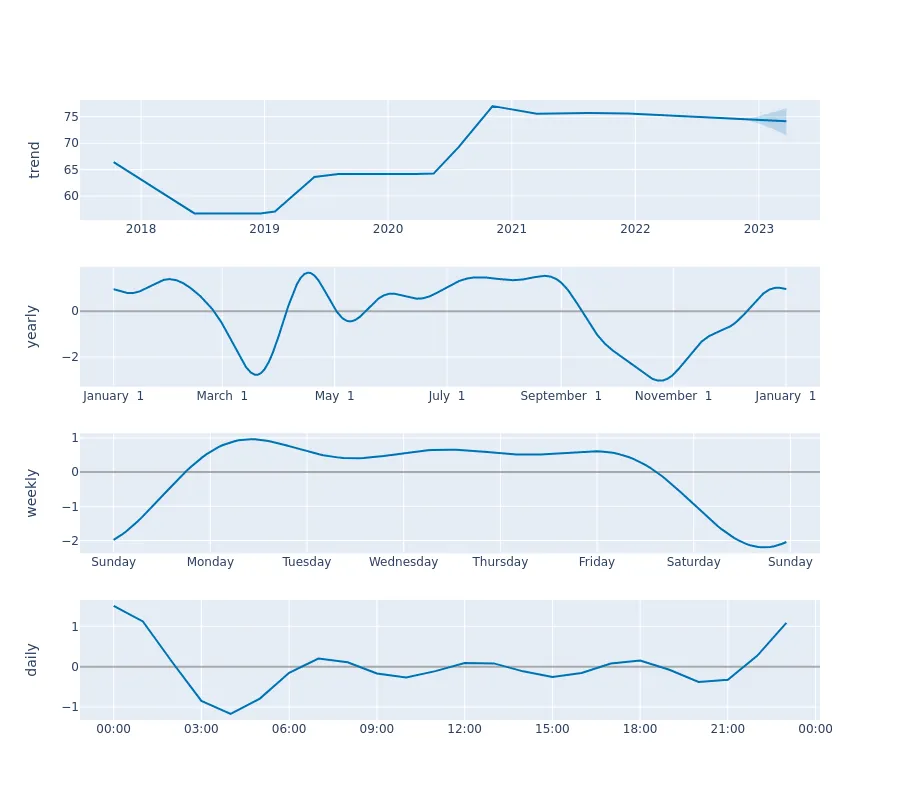 trend
75
70
65
60
2018 2019 2020 2021 2022 2023
yearly
0
−2
January 1 March 1 May 1 July 1 September 1 November 1 January 1
weekly
1
0
−1
−2
Sunday Monday Tuesday Wednesday Thursday Friday Saturday Sunday
daily
1
0
−1
00:00 03:00 06:00 09:00 12:00 15:00 18:00 21:00 00:00